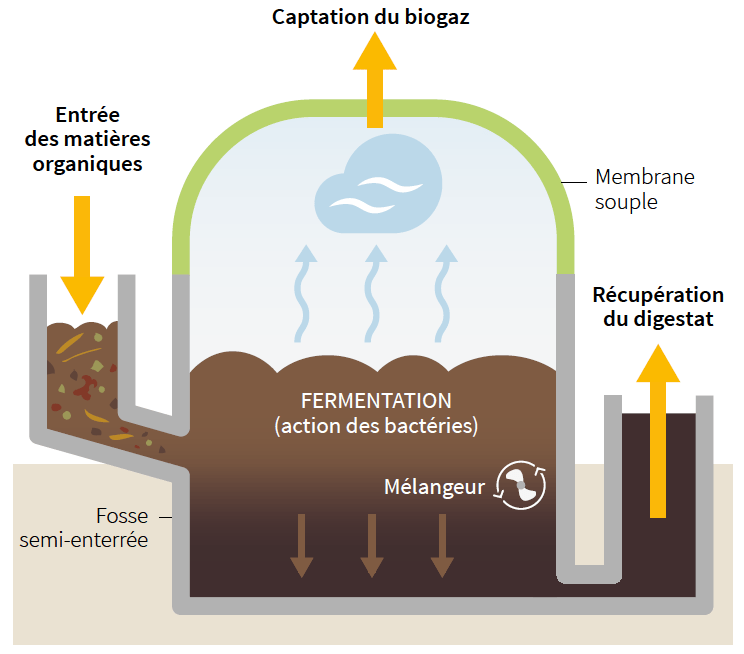 Captation du biogaz
Entrée
des matières
organiques
Membrane
souple
Récupération
du digestat
FERMENTATION
(action des bactéries)
Mélangeur
Fosse
semi-enterrée